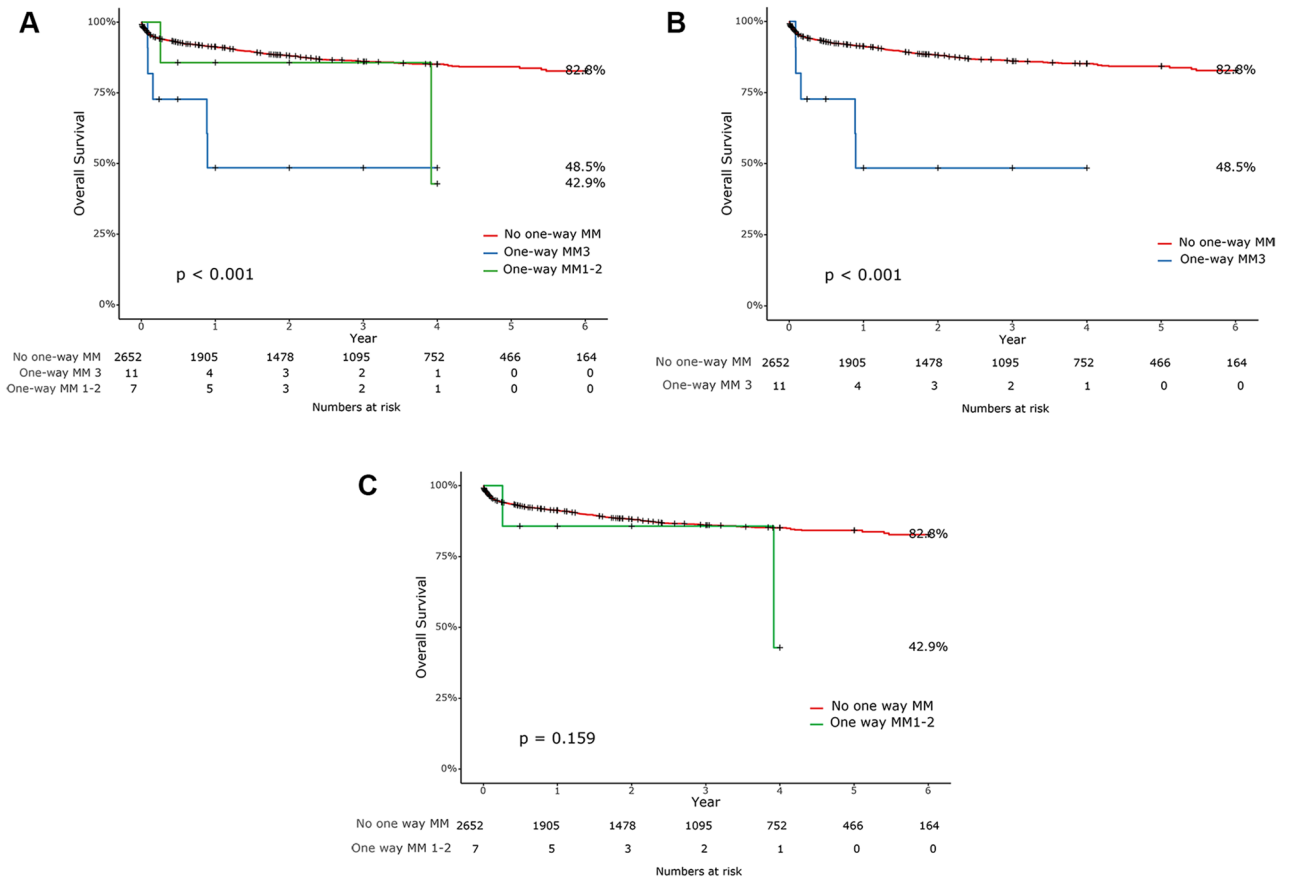 A
100%
75%
50%
25%
0%
Overall Survival
82.8%
48.5%
42.9%
No one-way MM
One-way MM3
One-way MM1-2
p < 0.001
0 1 2 3 4 5 6
Year
No one-way MM 2652 1905 1478 1095 752 466 164
One-way MM 3 11 4 3 2 1 0 0
One-way MM 1-2 7 5 3 2 1 0 0
Numbers at risk
B
100%
75%
50%
25%
0%
Overall Survival
82.8%
48.5%
No one-way MM
One-way MM3
p < 0.001
0 1 2 3 4 5 6
Year
No one-way MM 2652 1905 1478 1095 752 466 164
One-way MM 3 11 4 3 2 1 0 0
Numbers at risk
C
100%
75%
50%
25%
0%
Overall Survival
82.8%
42.9%
No one way MM
One way MM1-2
p = 0.159
0 1 2 3 4 5 6
Year
No one way MM 2652 1905 1478 1095 752 466 164
One way MM 1-2 7 5 3 2 1 0 0
Numbers at risk